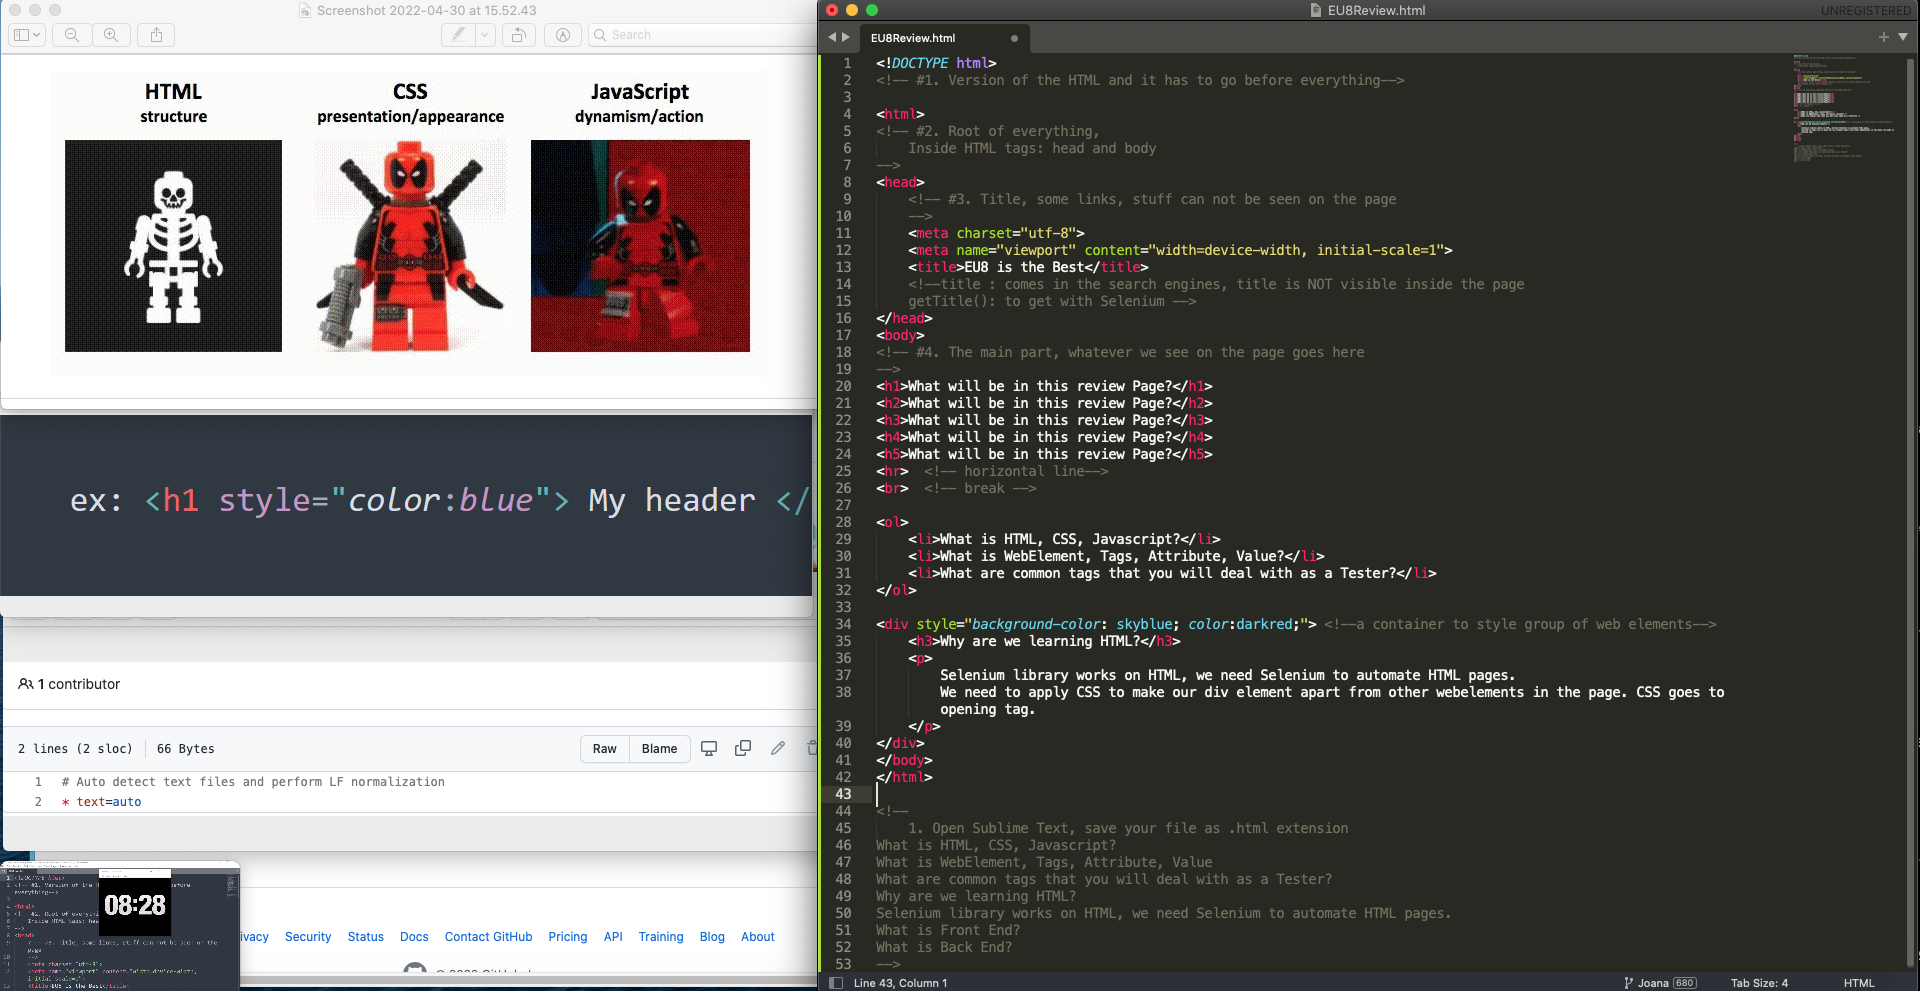 Screenshot 2022-04-30 at 15.52.43
Search
HTML
structure
CSS
presentation/appearance
JavaScript
dynamism/action
ex: <h1 style="color:blue"> My header </
1 contributor
2 lines (2 sloc)
66 Bytes
Raw
Blame
1 # Auto detect text files and perform LF normalization
2 * text=auto
08:28
ivacy
Security
Status
Docs
Contact GitHub
Pricing
API
Training
Blog
About
EU8Review.html
UNREGISTERED
EU8Review.html
1 <!DOCTYPE html>
2 <!-- #1. Version of the HTML and it has to go before everything-->
3
4 <html>
5 <!-- #2. Root of everything,
6 Inside HTML tags: head and body
7 -->
8 <head>
9 <!-- #3. Title, some links, stuff can not be seen on the page
10 -->
11 <meta charset="utf-8">
12 <meta name="viewport" content="width=device-width, initial-scale=1">
13 <title>EU8 is the Best</title>
14 <!--title : comes in the search engines, title is NOT visible inside the page
15 getTitle(): to get with Selenium -->
16 </head>
17 <body>
18 <!-- #4. The main part, whatever we see on the page goes here
19 -->
20 <h1>What will be in this review Page?</h1>
21 <h2>What will be in this review Page?</h2>
22 <h3>What will be in this review Page?</h3>
23 <h4>What will be in this review Page?</h4>
24 <h5>What will be in this review Page?</h5>
25 <hr> <!-- horizontal line-->
26 <br> <!-- break -->
27
28 <ol>
29 <li>What is HTML, CSS, Javascript?</li>
30 <li>What is WebElement, Tags, Attribute, Value?</li>
31 <li>What are common tags that you will deal with as a Tester?</li>
32 </ol>
33
34 <div style="background-color: skyblue; color:darkred;"> <!--a container to style group of web elements-->
35 <h3>Why are we learning HTML?</h3>
36 <p>
37 Selenium library works on HTML, we need Selenium to automate HTML pages.
38 We need to apply CSS to make our div element apart from other webelements in the page. CSS goes to
opening tag.
39 </p>
40 </div>
41 </body>
42 </html>
43
44 <!--
45 1. Open Sublime Text, save your file as .html extension
46 What is HTML, CSS, Javascript?
47 What is WebElement, Tags, Attribute, Value
48 What are common tags that you will deal with as a Tester?
49 Why are we learning HTML?
50 Selenium library works on HTML, we need Selenium to automate HTML pages.
51 What is Front End?
52 What is Back End?
53 -->
Line 43, Column 1
Joana 680
Tab Size: 4
HTML